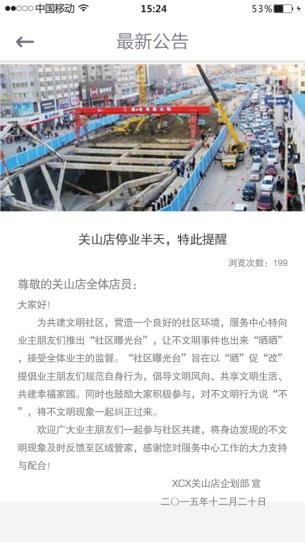 中国移动 15:24 53%
最新公告
关山店停业半天，特此提醒
浏览次数：199
尊敬的关山店全体店员：
大家好！
为共建文明社区，营造一个良好的社区环境，服务中心特向
业主朋友们推出“社区曝光台”，让不文明事件也出来“晒晒”
，接受全体业主的监督。“社区曝光台”旨在以“晒”促“改”
提倡业主朋友们规范自身行为，倡导文明风向、共享文明生活、
共建幸福家园。同时也鼓励大家积极参与，对不文明行为说“不
”，将不文明现象一起纠正过来。
欢迎广大业主朋友们一起参与社区共建，将身边发现的不文
明现象及时反馈至区域管家，感谢您对服务中心工作的大力支持
与配合！
XCX关山店企划部 宣
二〇一五年十二月二十日